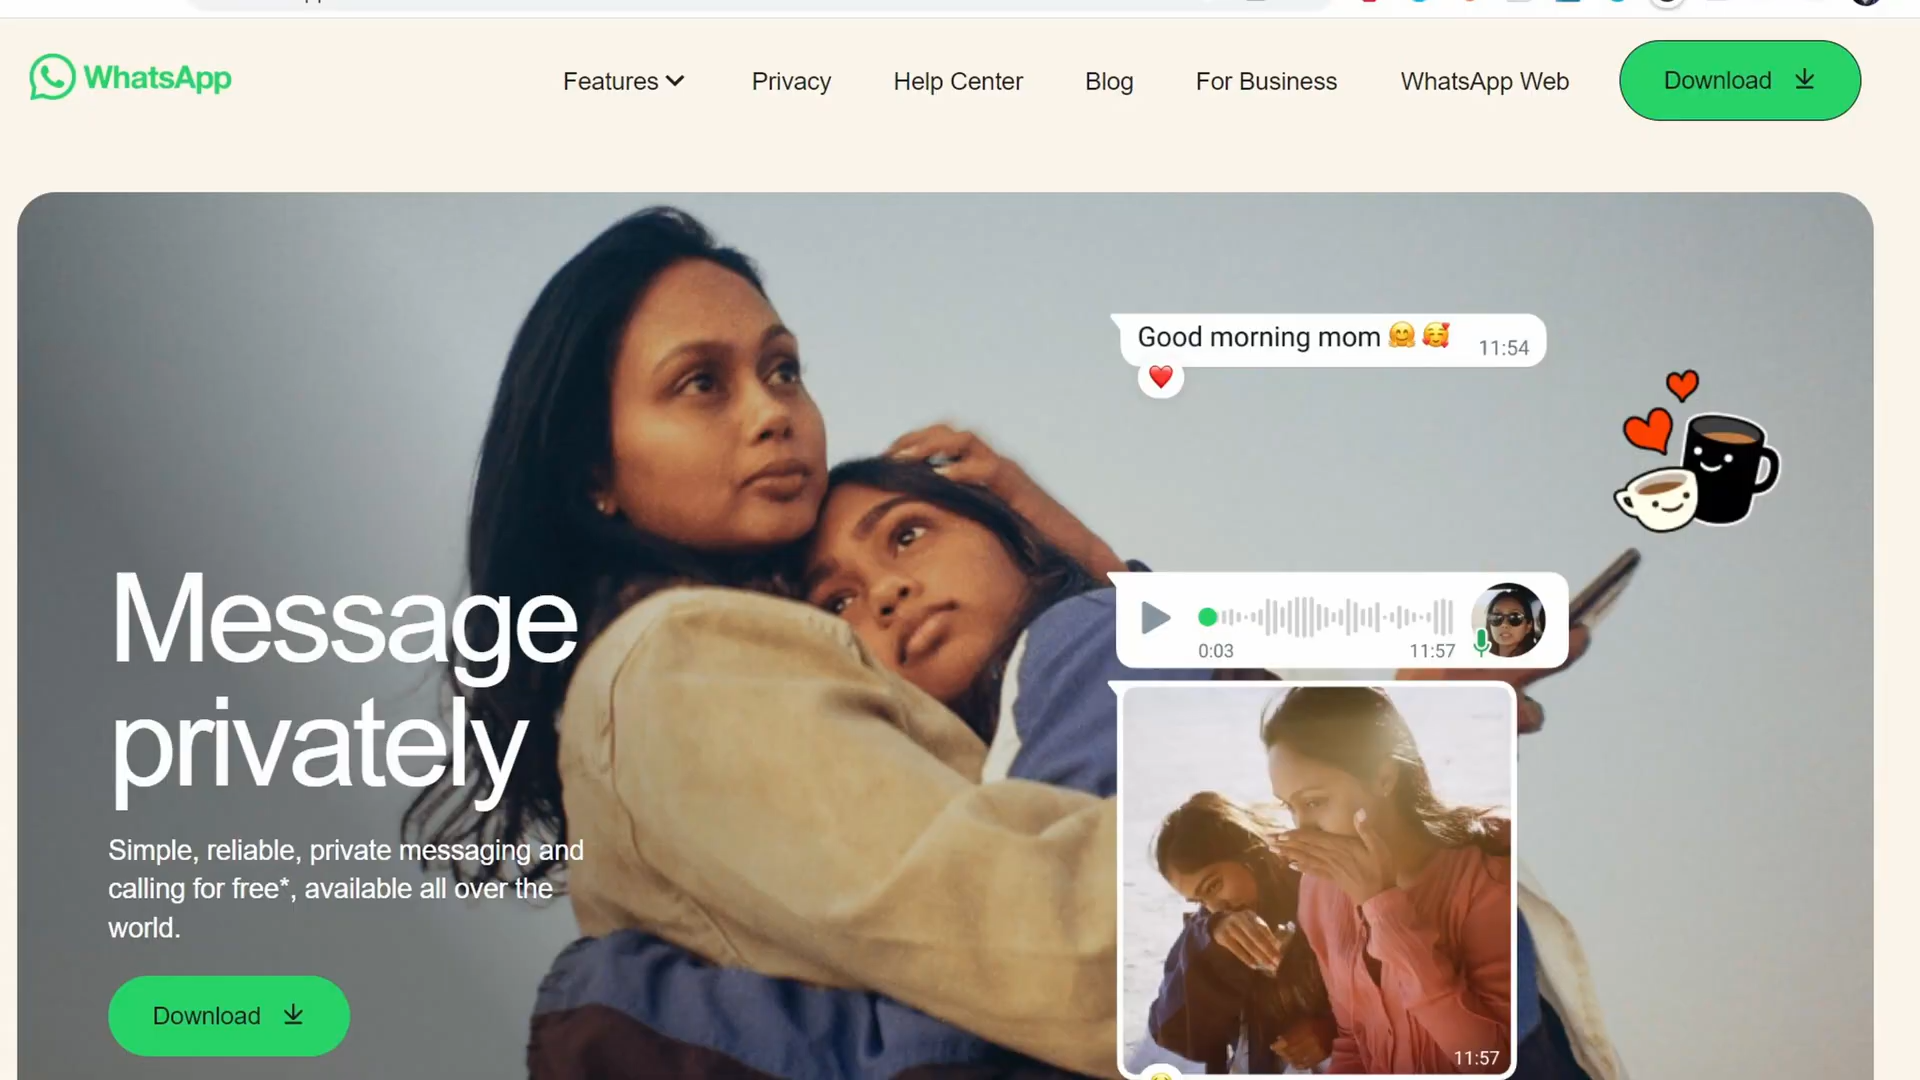 WhatsApp
Features
Privacy
Help Center
Blog
For Business
WhatsApp Web
Download
Good morning mom 🤗 🥰 11:54
Message
privately
0:03 11:57
Simple, reliable, private messaging and
calling for free*, available all over the
world.
Download
11:57